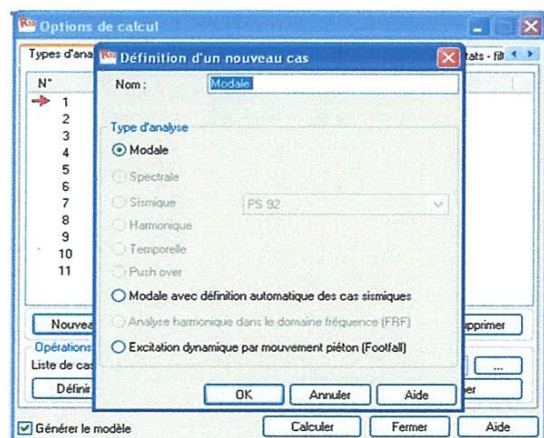 Options de calcul
Types d'ana
Définition d'un nouveau cas
tats - filt
N°
Nom :
Modale
1
2
3
4
5
6
7
8
9
10
11
Type d'analyse
Modale
Spectrale
Sismique
PS 92
Harmonique
Temporelle
Push over
Modale avec définition automatique des cas sismiques
Analyse harmonique dans le domaine fréquence (FRF)
Excitation dynamique par mouvement piéton (Footfall)
Nouvea
pprimer
Opérations
Liste de cas
...
Définir
OK
Annuler
Aide
er
Générer le modèle
Calculer
Fermer
Aide